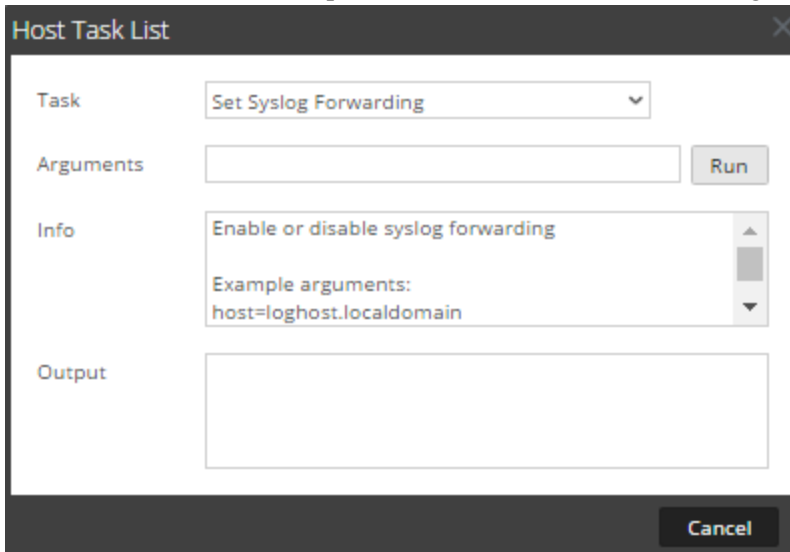 Host Task List
Task
Set Syslog Forwarding
Arguments
Run
Info
Enable or disable syslog forwarding
Example arguments:
host=loghost.localdomain
Output
Cancel